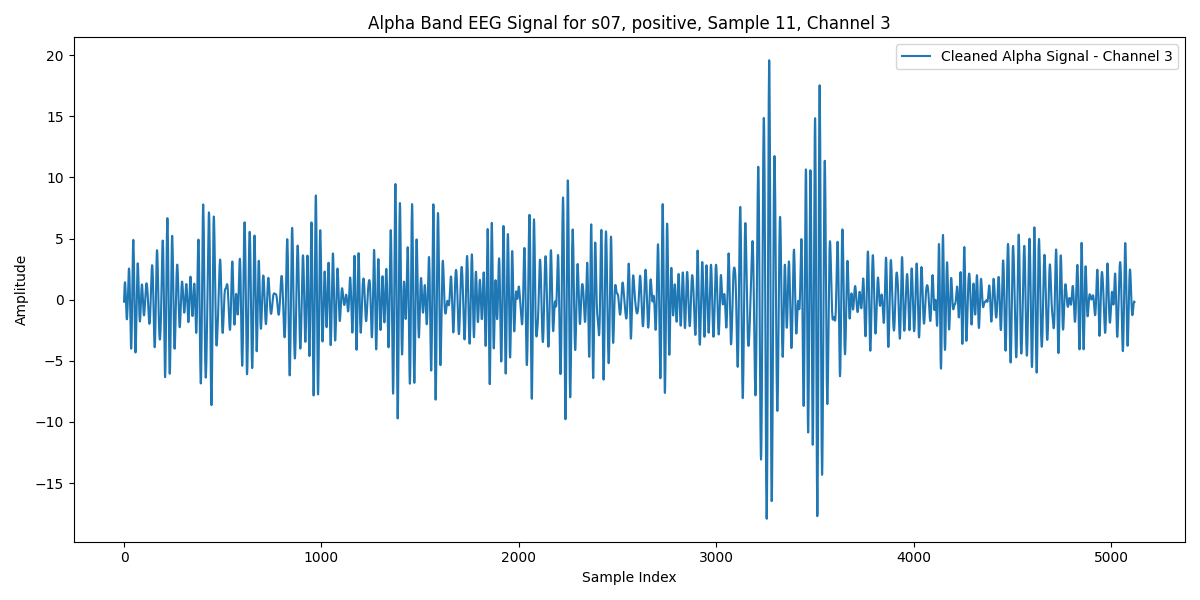 Alpha Band EEG Signal for s07, positive, Sample 11, Channel 3
Cleaned Alpha Signal - Channel 3
20
15
10
5
0
−5
−10
−15
Amplitude
0 1000 2000 3000 4000 5000
Sample Index